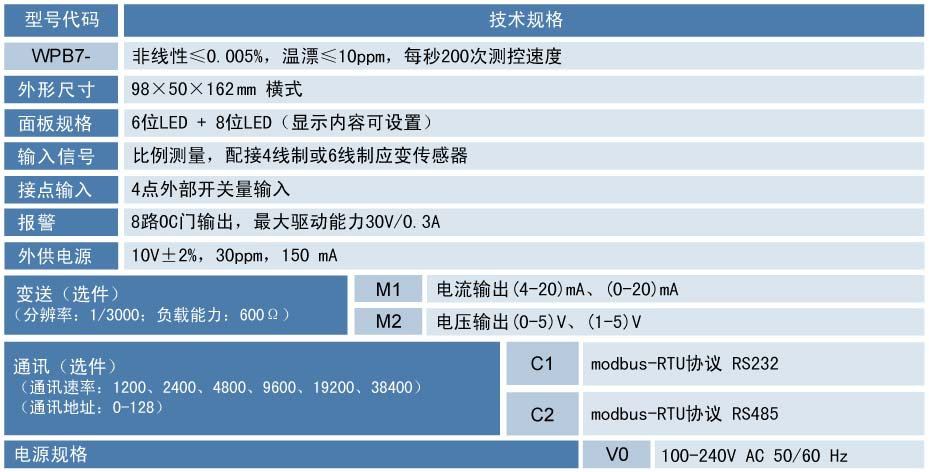 型号代码 技术规格
WPB7- 非线性≤0.005%，温漂≤10ppm，每秒200次测控速度
外形尺寸 98×50×162mm 横式
面板规格 6位LED + 8位LED（显示内容可设置）
输入信号 比例测量，配接4线制或6线制应变传感器
接点输入 4点外部开关量输入
报警 8路OC门输出，最大驱动能力30V/0.3A
外供电源 10V±2%，30ppm，150 mA
变送（选件） M1 电流输出(4-20)mA、(0-20)mA
（分辨率：1/3000；负载能力：600Ω） M2 电压输出(0-5)V、(1-5)V
通讯（选件） C1 modbus-RTU协议 RS232
（通讯速率：1200、2400、4800、9600、19200、38400）
（通讯地址：0-128） C2 modbus-RTU协议 RS485
电源规格 V0 100-240V AC 50/60 Hz